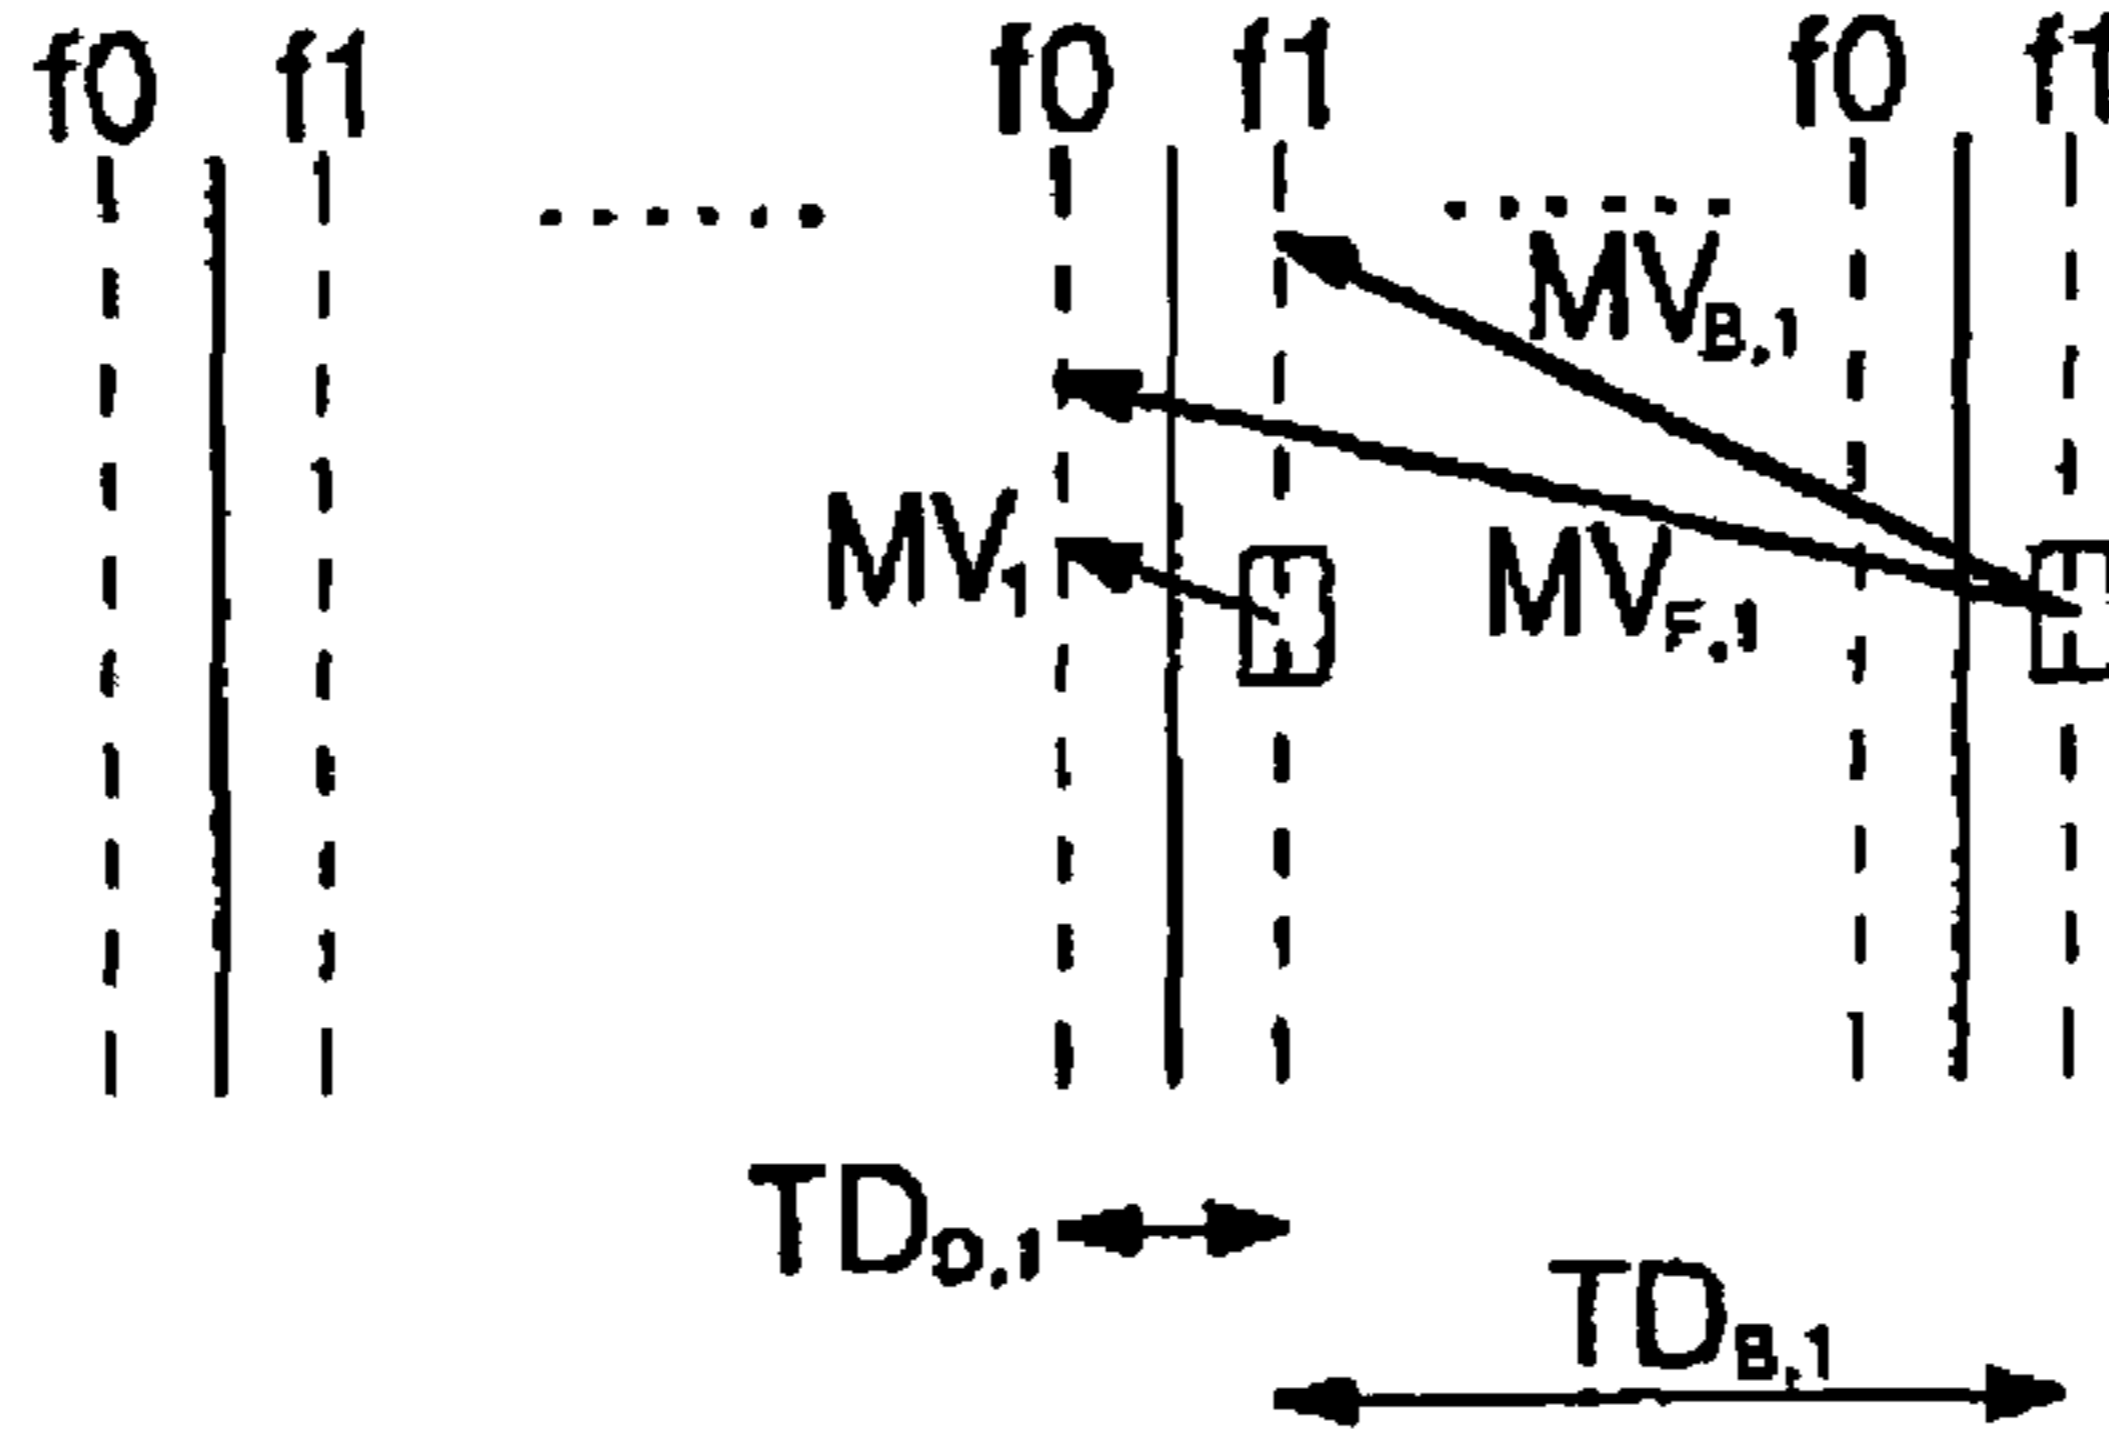 f0 f1 f0 f1 f0 f1
......
......
MV_B,1
MV_1
MV_F,1
TD_D,1
TD_B,1